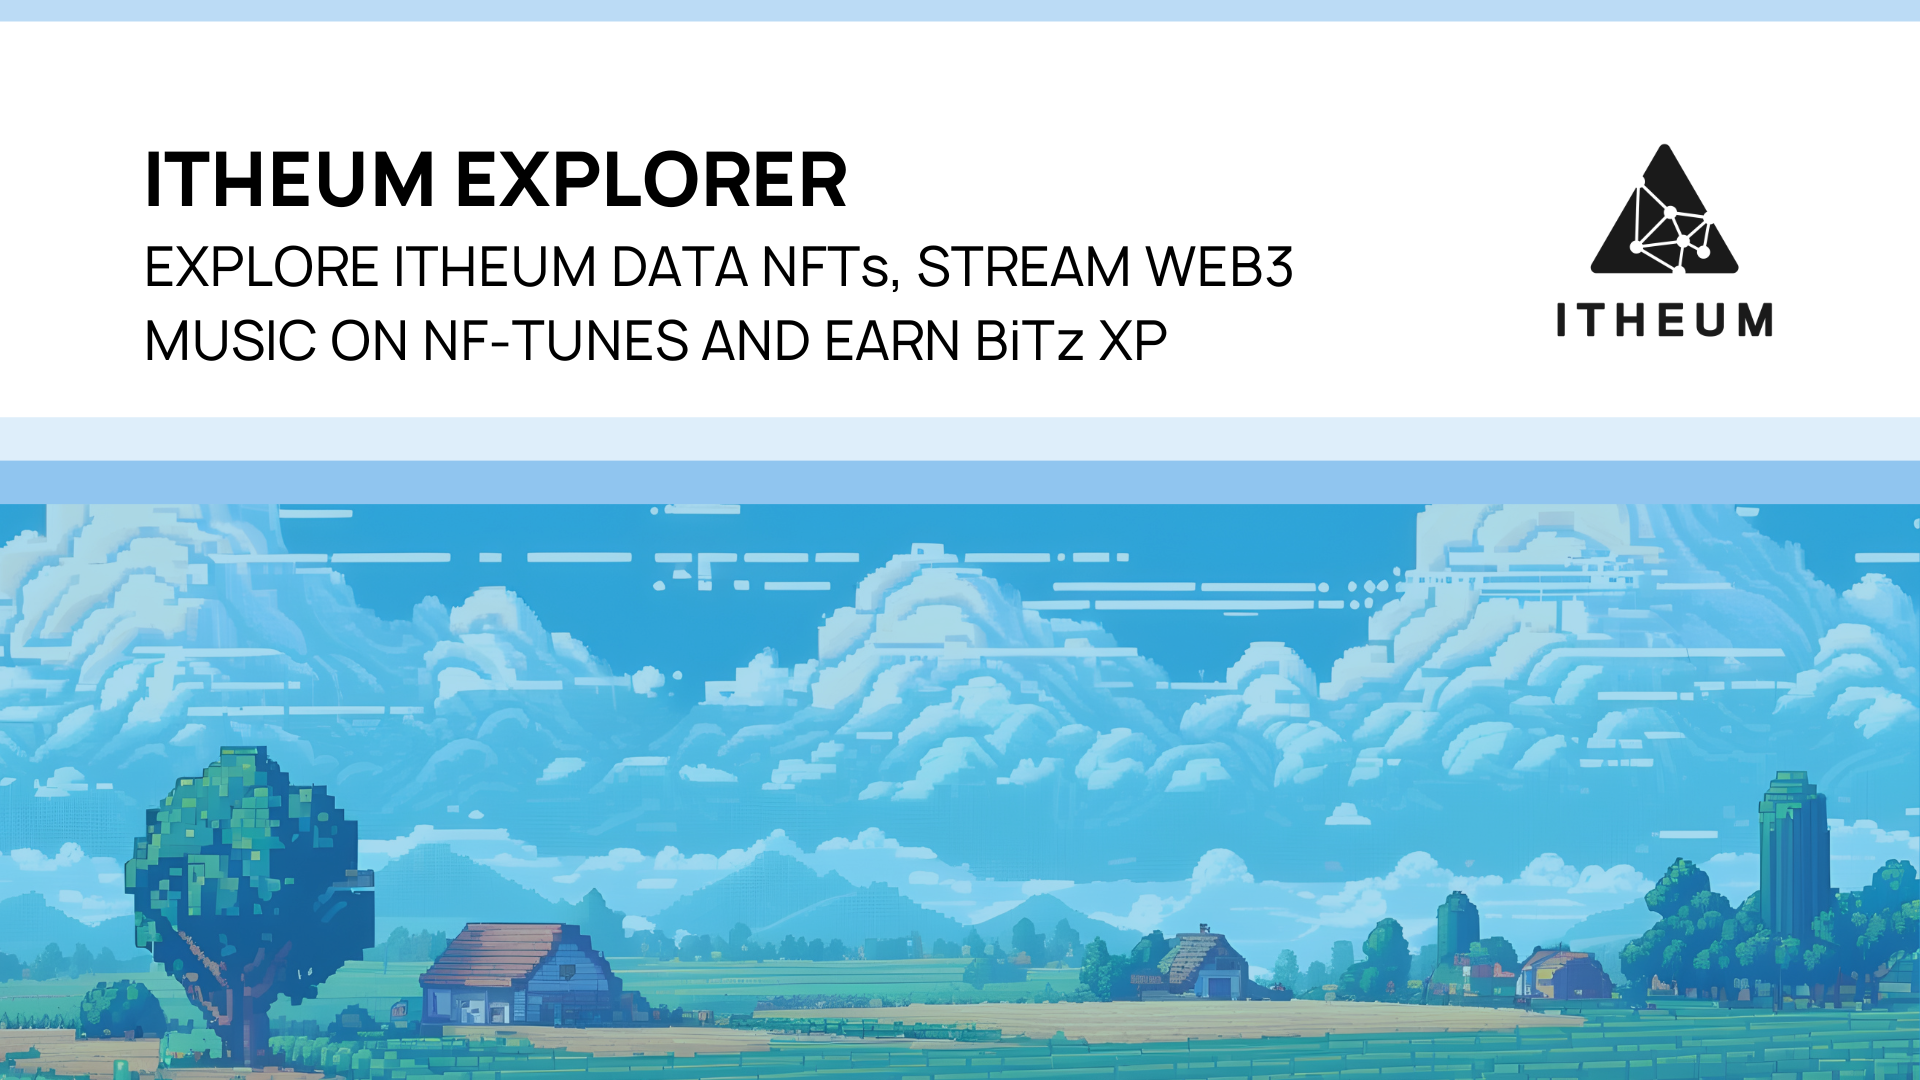 ITHEUM EXPLORER
EXPLORE ITHEUM DATA NFTs, STREAM WEB3
MUSIC ON NF-TUNES AND EARN BiTz XP
ITHEUM